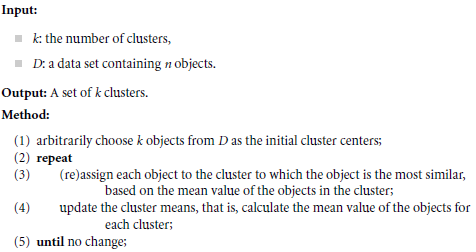 Input:
k: the number of clusters,
D: a data set containing n objects.
Output: A set of k clusters.
Method:
(1) arbitrarily choose k objects from D as the initial cluster centers;
(2) repeat
(3) (re)assign each object to the cluster to which the object is the most similar,
based on the mean value of the objects in the cluster;
(4) update the cluster means, that is, calculate the mean value of the objects for
each cluster;
(5) until no change;